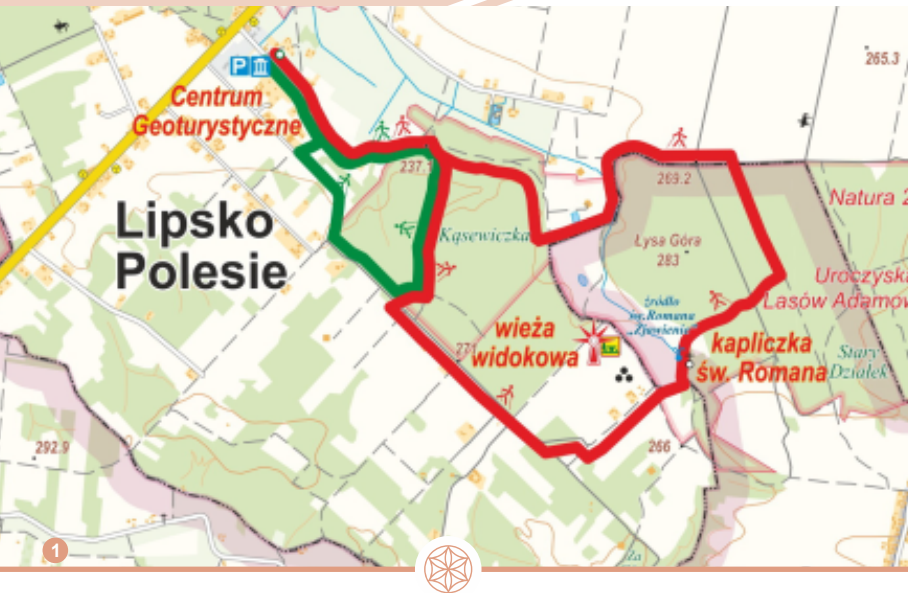 265.3
P
Centrum
Geoturystyczne
237.1
269.2
Natura 2
Lipsko
Polesie
Kąsewiczka
Łysa Góra
283
Uroczysk
Lasów Adamow
źródło
św. Romana
wieża
widokowa
271
kapliczka
św. Romana
Stary
Działek
292.9
266
1
Za